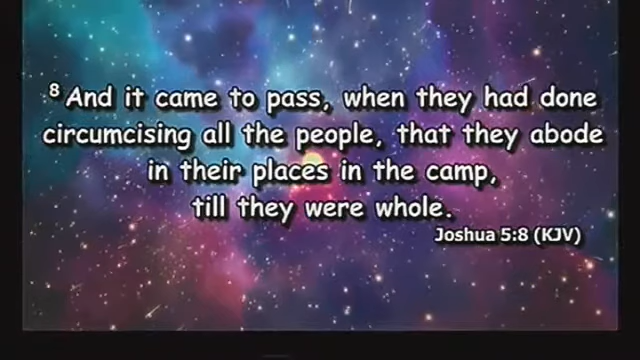 8 And it came to pass, when they had done
circumcising all the people, that they abode
in their places in the camp,
till they were whole.
Joshua 5:8 (KJV)